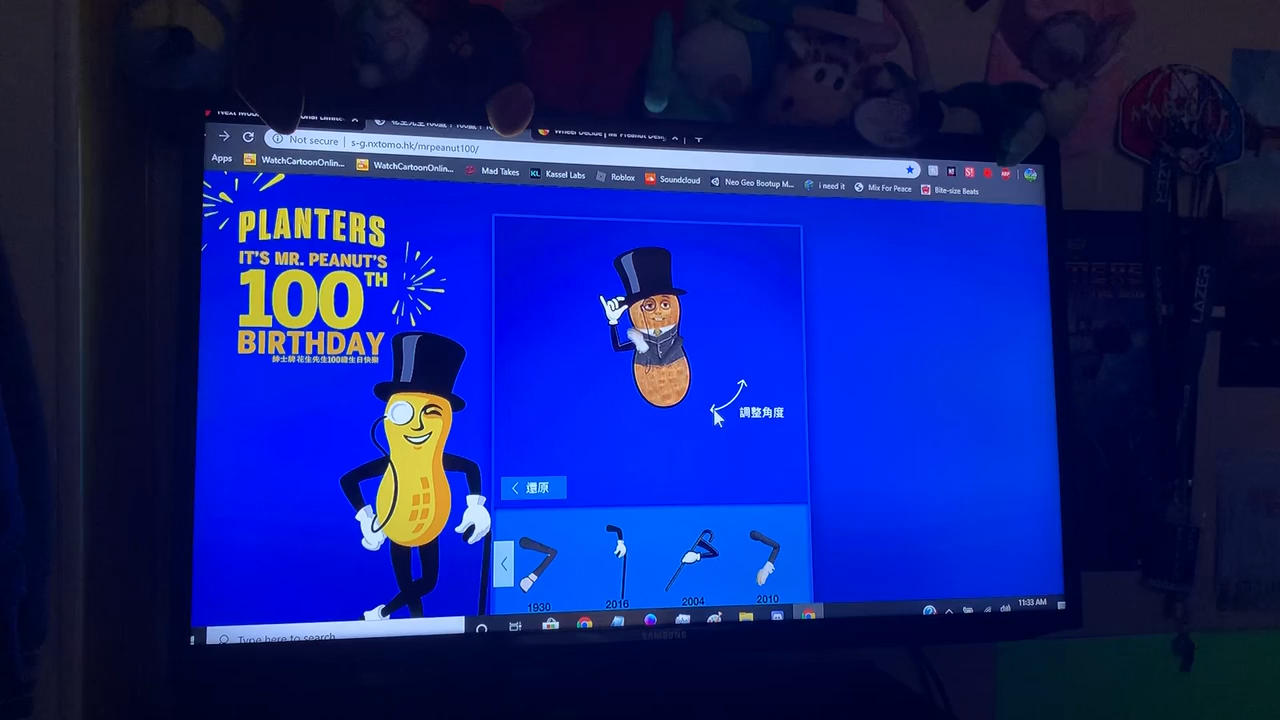 Not secure | s-g.nxtomo.hk/mrpeanut100/
Apps WatchCartoonOnlin... WatchCartoonOnlin... Mad Takes Kassel Labs Roblox Soundcloud Neo Geo Bootup M... i need it Mix For Peace Bite-size Beats
PLANTERS
IT'S MR. PEANUT'S
100TH
BIRTHDAY
紳士牌花生先生100歲生日快樂
調整角度
還原
1930 2016 2004 2010
Type here to search
11:33 AM
SAMSUNG
LAZER